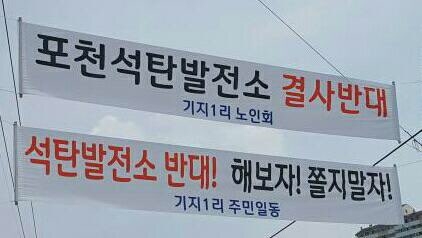 포천석탄발전소 결사반대
기지1리 노인회
석탄발전소 반대! 해보자! 쫄지말자!
기지1리 주민일동